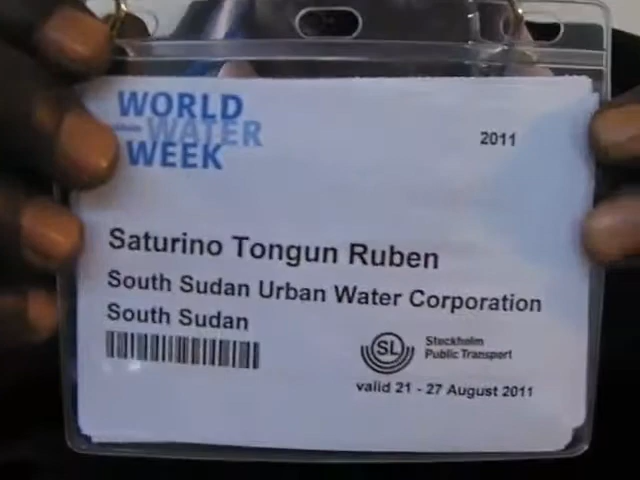 WORLD
WATER
WEEK
2011
Saturino Tongun Ruben
South Sudan Urban Water Corporation
South Sudan
SL
Stockholm
Public Transport
valid 21 - 27 August 2011